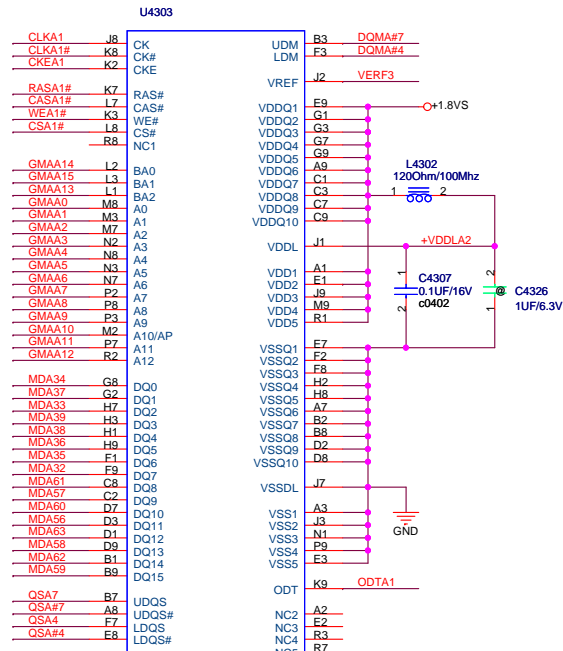 U4303
CLKA1 J8 CK UDM B3 DQMA#7
CLKA1# K8 CK# LDM F3 DQMA#4
CKEA1 K2 CKE
VREF J2 VERF3
RASA1# K7 RAS#
CASA1# L7 CAS# VDDQ1 E9 +1.8VS
WEA1# K3 WE# VDDQ2 G1
CSA1# L8 CS# VDDQ3 G3
R8 NC1 VDDQ4 G7
VDDQ5 G9
GMAA14 L2 BA0 VDDQ6 A9 L4302
GMAA15 L3 BA1 VDDQ7 C1 120Ohm/100Mhz
GMAA13 L1 BA2 VDDQ8 C3 1 2
GMAA0 M8 A0 VDDQ9 C7
GMAA1 M3 A1 VDDQ10 C9
GMAA2 M7 A2
GMAA3 N2 A3 VDDL J1 +VDDLA2
GMAA4 N8 A4
GMAA5 N3 A5 VDD1 A1
GMAA6 N7 A6 VDD2 E1 1 C4307 2
GMAA7 P2 A7 VDD3 J9 0.1UF/16V @ C4326
GMAA8 P8 A8 VDD4 M9 2 c0402 1 1UF/6.3V
GMAA9 P3 A9 VDD5 R1
GMAA10 M2 A10/AP
GMAA11 P7 A11 VSSQ1 E7
GMAA12 R2 A12 VSSQ2 F2
VSSQ3 F8
MDA34 G8 DQ0 VSSQ4 H2
MDA37 G2 DQ1 VSSQ5 H8
MDA33 H7 DQ2 VSSQ6 A7
MDA39 H3 DQ3 VSSQ7 B2
MDA38 H1 DQ4 VSSQ8 B8
MDA36 H9 DQ5 VSSQ9 D2
MDA35 F1 DQ6 VSSQ10 D8
MDA32 F9 DQ7
MDA61 C8 DQ8 VSSDL J7
MDA57 C2 DQ9
MDA60 D7 DQ10 VSS1 A3
MDA56 D3 DQ11 VSS2 J3
MDA63 D1 DQ12 VSS3 N1 GND
MDA58 D9 DQ13 VSS4 P9
MDA62 B1 DQ14 VSS5 E3
MDA59 B9 DQ15
ODT K9 ODTA1
QSA7 B7 UDQS
QSA#7 A8 UDQS# NC2 A2
QSA4 F7 LDQS NC3 E2
QSA#4 E8 LDQS# NC4 R3
R7